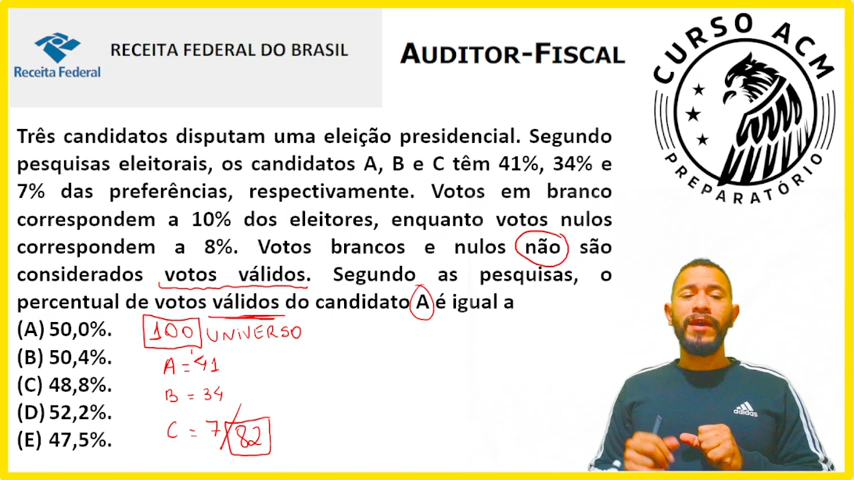 Receita Federal
RECEITA FEDERAL DO BRASIL
AUDITOR-FISCAL
CURSO ACM
PREPARATÓRIO
Três candidatos disputam uma eleição presidencial. Segundo
pesquisas eleitorais, os candidatos A, B e C têm 41%, 34% e
7% das preferências, respectivamente. Votos em branco
correspondem a 10% dos eleitores, enquanto votos nulos
correspondem a 8%. Votos brancos e nulos não são
considerados votos válidos. Segundo as pesquisas, o
percentual de votos válidos do candidato A é igual a
(A) 50,0%.
(B) 50,4%.
(C) 48,8%.
(D) 52,2%.
(E) 47,5%.
100 UNIVERSO
A = 41
B = 34
C = 7 / 82
adidas